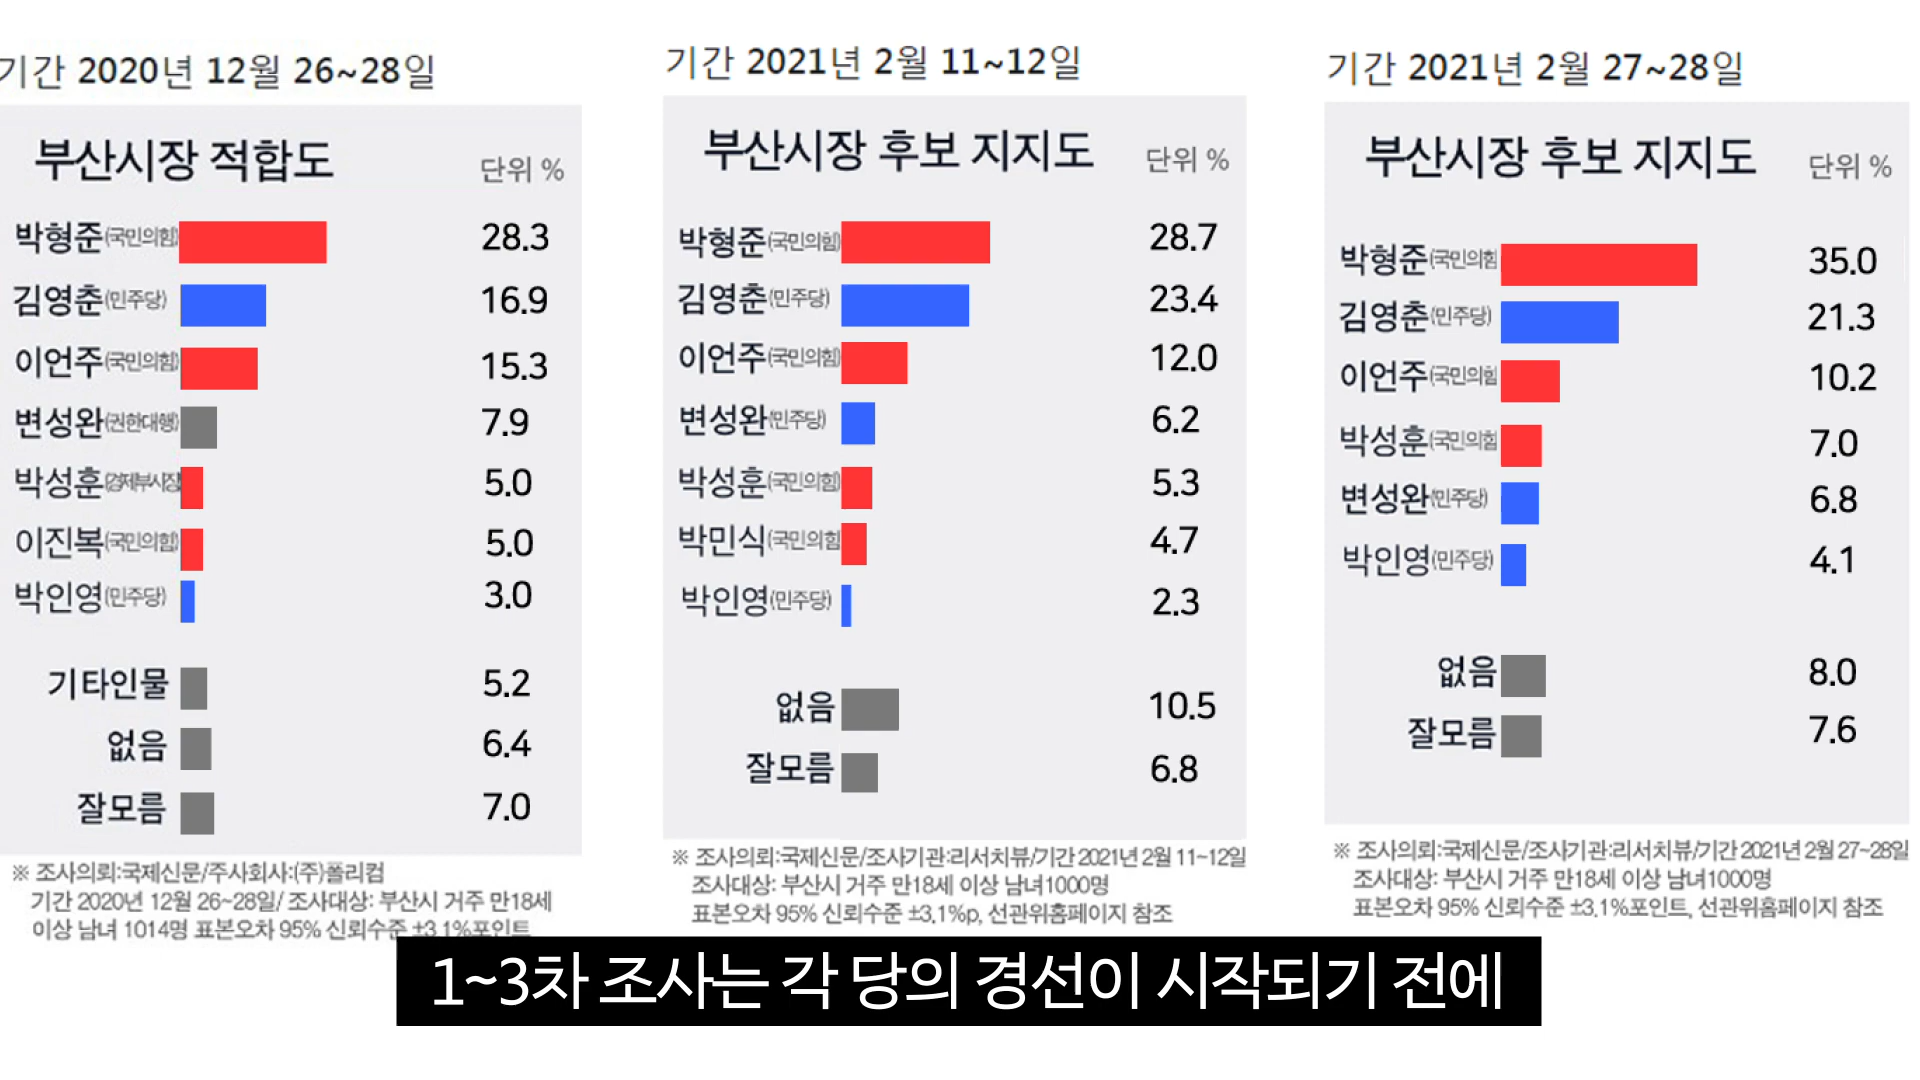 기간 2020년 12월 26~28일
부산시장 적합도 단위 %
박형준(국민의힘) 28.3
김영춘(민주당) 16.9
이언주(국민의힘) 15.3
변성완(권한대행) 7.9
박성훈(경제부시장 5.0
이진복(국민의힘) 5.0
박인영(민주당) 3.0
기타인물 5.2
없음 6.4
잘모름 7.0
※ 조사의뢰:국제신문/주사회사:(주)폴리컴
기간 2020년 12월 26~28일/ 조사대상: 부산시 거주 만18세
이상 남녀 1014명 표본오차 95% 신뢰수준 ±3.1%포인트
기간 2021년 2월 11~12일
부산시장 후보 지지도 단위 %
박형준(국민의힘) 28.7
김영춘(민주당) 23.4
이언주(국민의힘) 12.0
변성완(민주당) 6.2
박성훈(국민의힘) 5.3
박민식(국민의힘 4.7
박인영(민주당) 2.3
없음 10.5
잘모름 6.8
※ 조사의뢰:국제신문/조사기관:리서치뷰/기간 2021년 2월 11~12일
조사대상: 부산시 거주 만18세 이상 남녀1000명
표본오차 95% 신뢰수준 ±3.1%p, 선관위홈페이지 참조
기간 2021년 2월 27~28일
부산시장 후보 지지도 단위 %
박형준(국민의힘 35.0
김영춘(민주당) 21.3
이언주(국민의힘 10.2
박성훈(국민의힘 7.0
변성완(민주당) 6.8
박인영(민주당) 4.1
없음 8.0
잘모름 7.6
※ 조사의뢰:국제신문/조사기관:리서치뷰/기간 2021년 2월 27~28일
조사대상: 부산시 거주 만18세 이상 남녀1000명
표본오차 95% 신뢰수준 ±3.1%포인트, 선관위홈페이지 참조
1~3차 조사는 각 당의 경선이 시작되기 전에